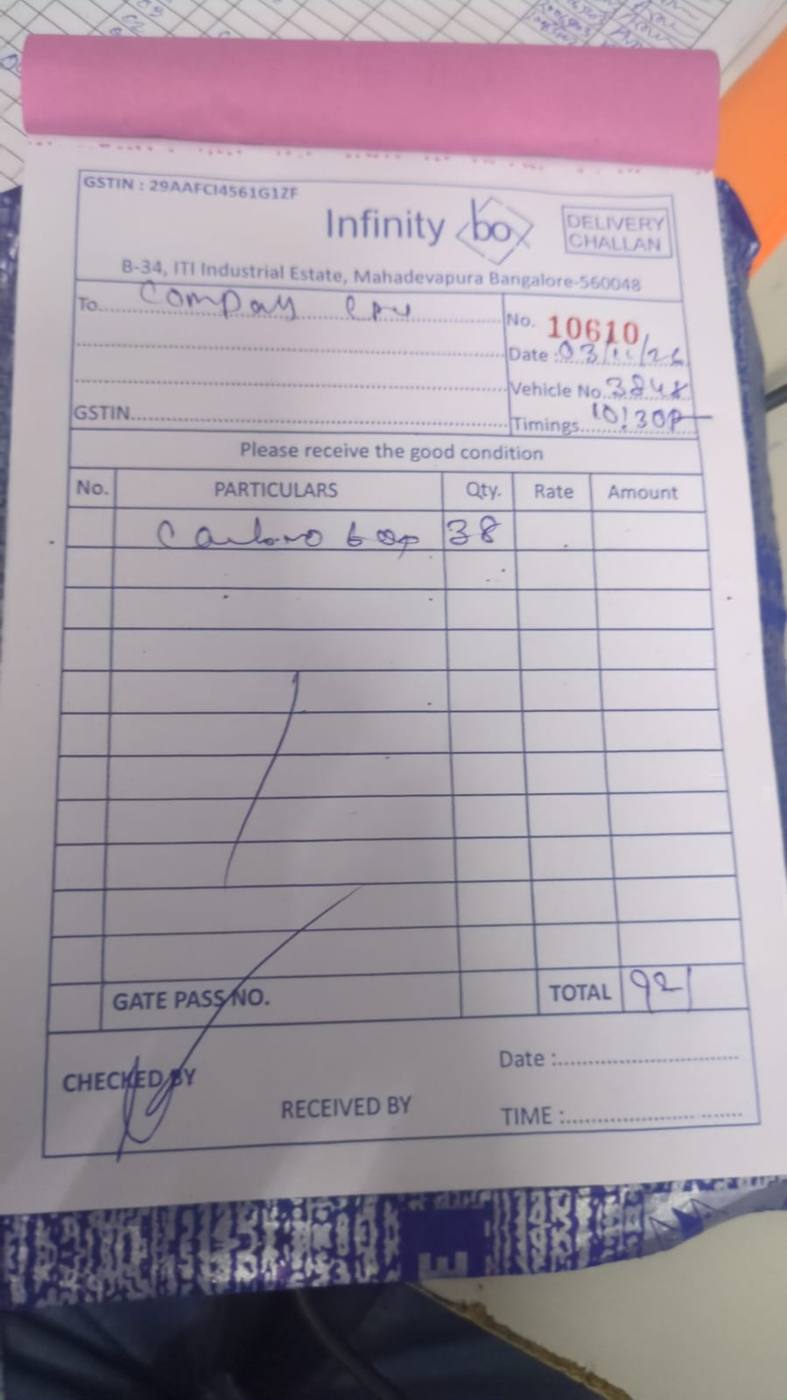 GSTIN : 29AAFCI4561G1ZF
Infinity box
DELIVERY
CHALLAN
B-34, ITI Industrial Estate, Mahadevapura Bangalore-560048
To Compay
No. 10610
Date : 03/11/26
Vehicle No. 3848
GSTIN
Timings 10:30P
Please receive the good condition
No. PARTICULARS Qty. Rate Amount
38
GATE PASS NO. TOTAL
CHECKED BY
Date :
RECEIVED BY
TIME :